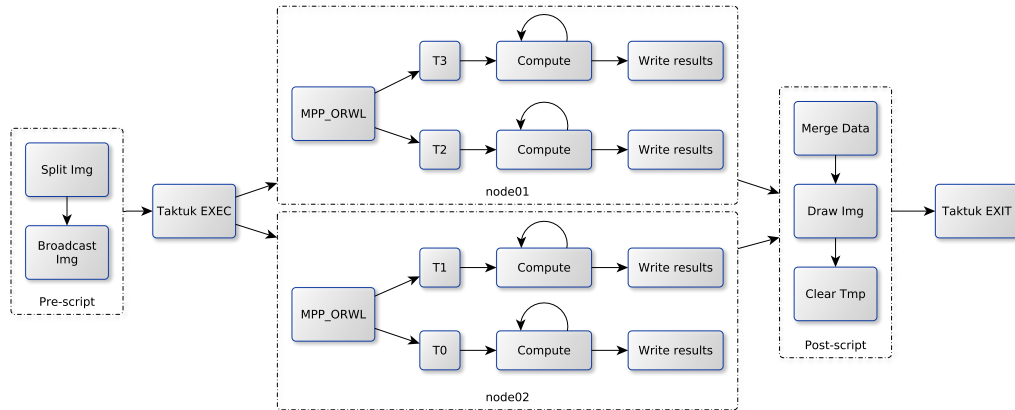 Split Img
Broadcast
Img
Pre-script
Taktuk EXEC
MPP_ORWL
T3
Compute
Write results
T2
Compute
Write results
node01
MPP_ORWL
T1
Compute
Write results
T0
Compute
Write results
node02
Merge Data
Draw Img
Clear Tmp
Post-script
Taktuk EXIT